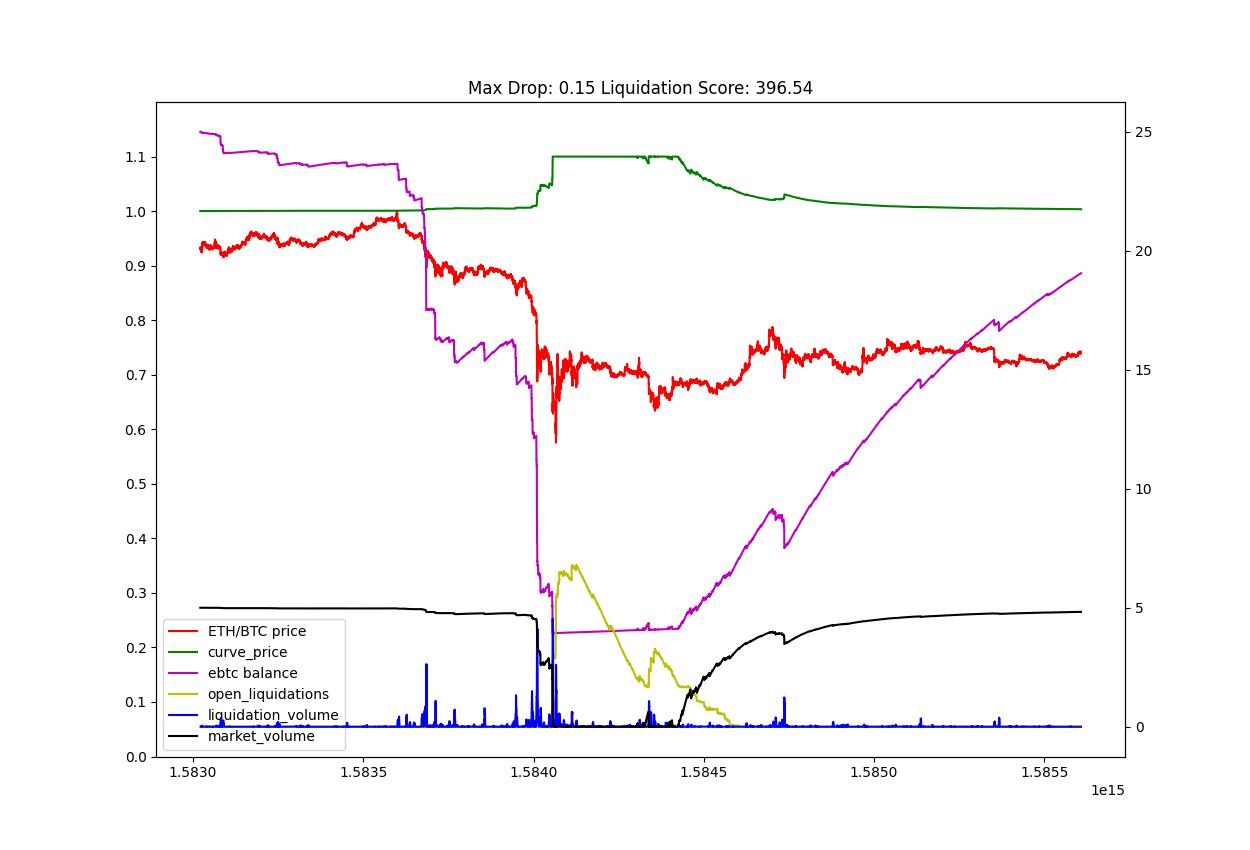 Max Drop: 0.15 Liquidation Score: 396.54
1.1
1.0
0.9
0.8
0.7
0.6
0.5
0.4
0.3
0.2
0.1
0.0
25
20
15
10
5
0
ETH/BTC price
curve_price
ebtc balance
open_liquidations
liquidation_volume
market_volume
1.5830 1.5835 1.5840 1.5845 1.5850 1.5855
1e15